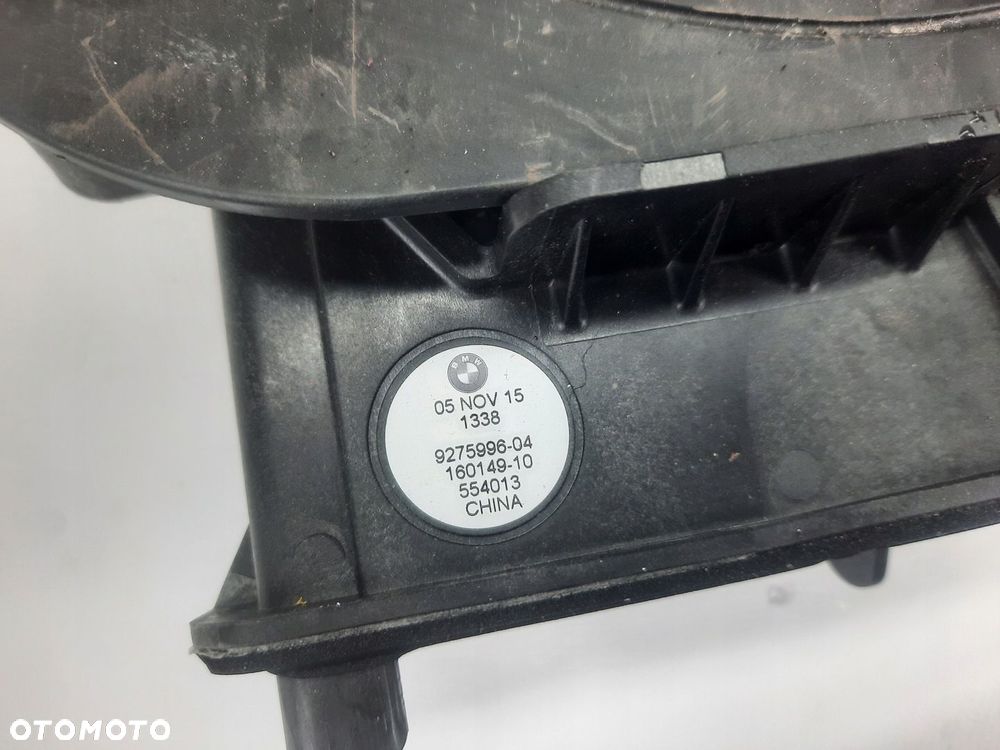 BMW
05 NOV 15
1338
9275996-04
160149-10
554013
CHINA
OTOMOTO